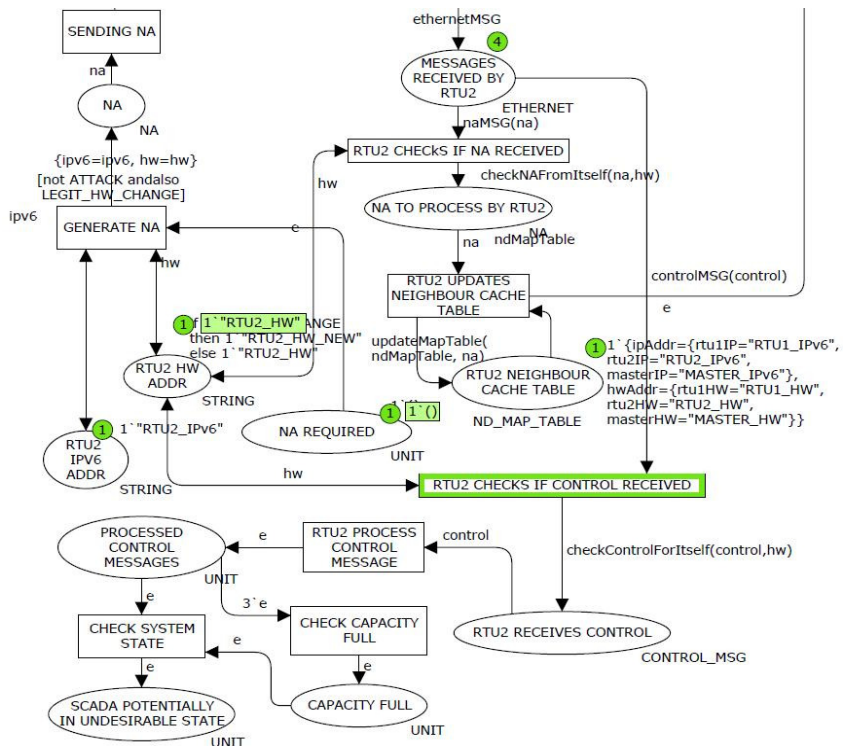 ethernetMSG
SENDING NA
4
na
MESSAGES
RECEIVED BY
RTU2
NA
NA
ETHERNET
naMSG(na)
{ipv6=ipv6, hw=hw}
RTU2 CHECkS IF NA RECEIVED
[not ATTACK andalso
LEGIT_HW_CHANGE]
hw
checkNAFromItself(na,hw)
ipv6
GENERATE NA
e
NA TO PROCESS BY RTU2
NA
na
ndMapTable
hw
RTU2 UPDATES
NEIGHBOUR CACHE
TABLE
controlMSG(control)
e
1
1`"RTU2_HW"
ANGE
then 1`"RTU2_HW_NEW"
else 1`"RTU2_HW"
updateMapTable(
ndMapTable, na)
1
1`{ipAddr={rtu1IP="RTU1_IPv6",
rtu2IP="RTU2_IPv6",
masterIP="MASTER_IPv6"},
hwAddr={rtu1HW="RTU1_HW",
rtu2HW="RTU2_HW",
masterHW="MASTER_HW"}}
RTU2 HW
ADDR
STRING
RTU2 NEIGHBOUR
CACHE TABLE
ND_MAP_TABLE
1
1`()
NA REQUIRED
UNIT
1
1`"RTU2_IPv6"
RTU2
IPV6
ADDR
STRING
hw
RTU2 CHECKS IF CONTROL RECEIVED
PROCESSED
CONTROL
MESSAGES
UNIT
e
RTU2 PROCESS
CONTROL
MESSAGE
control
checkControlForItself(control,hw)
e
3`e
CHECK SYSTEM
STATE
e
CHECK CAPACITY
FULL
RTU2 RECEIVES CONTROL
CONTROL_MSG
e
e
SCADA POTENTIALLY
IN UNDESIRABLE STATE
UNIT
CAPACITY FULL
UNIT